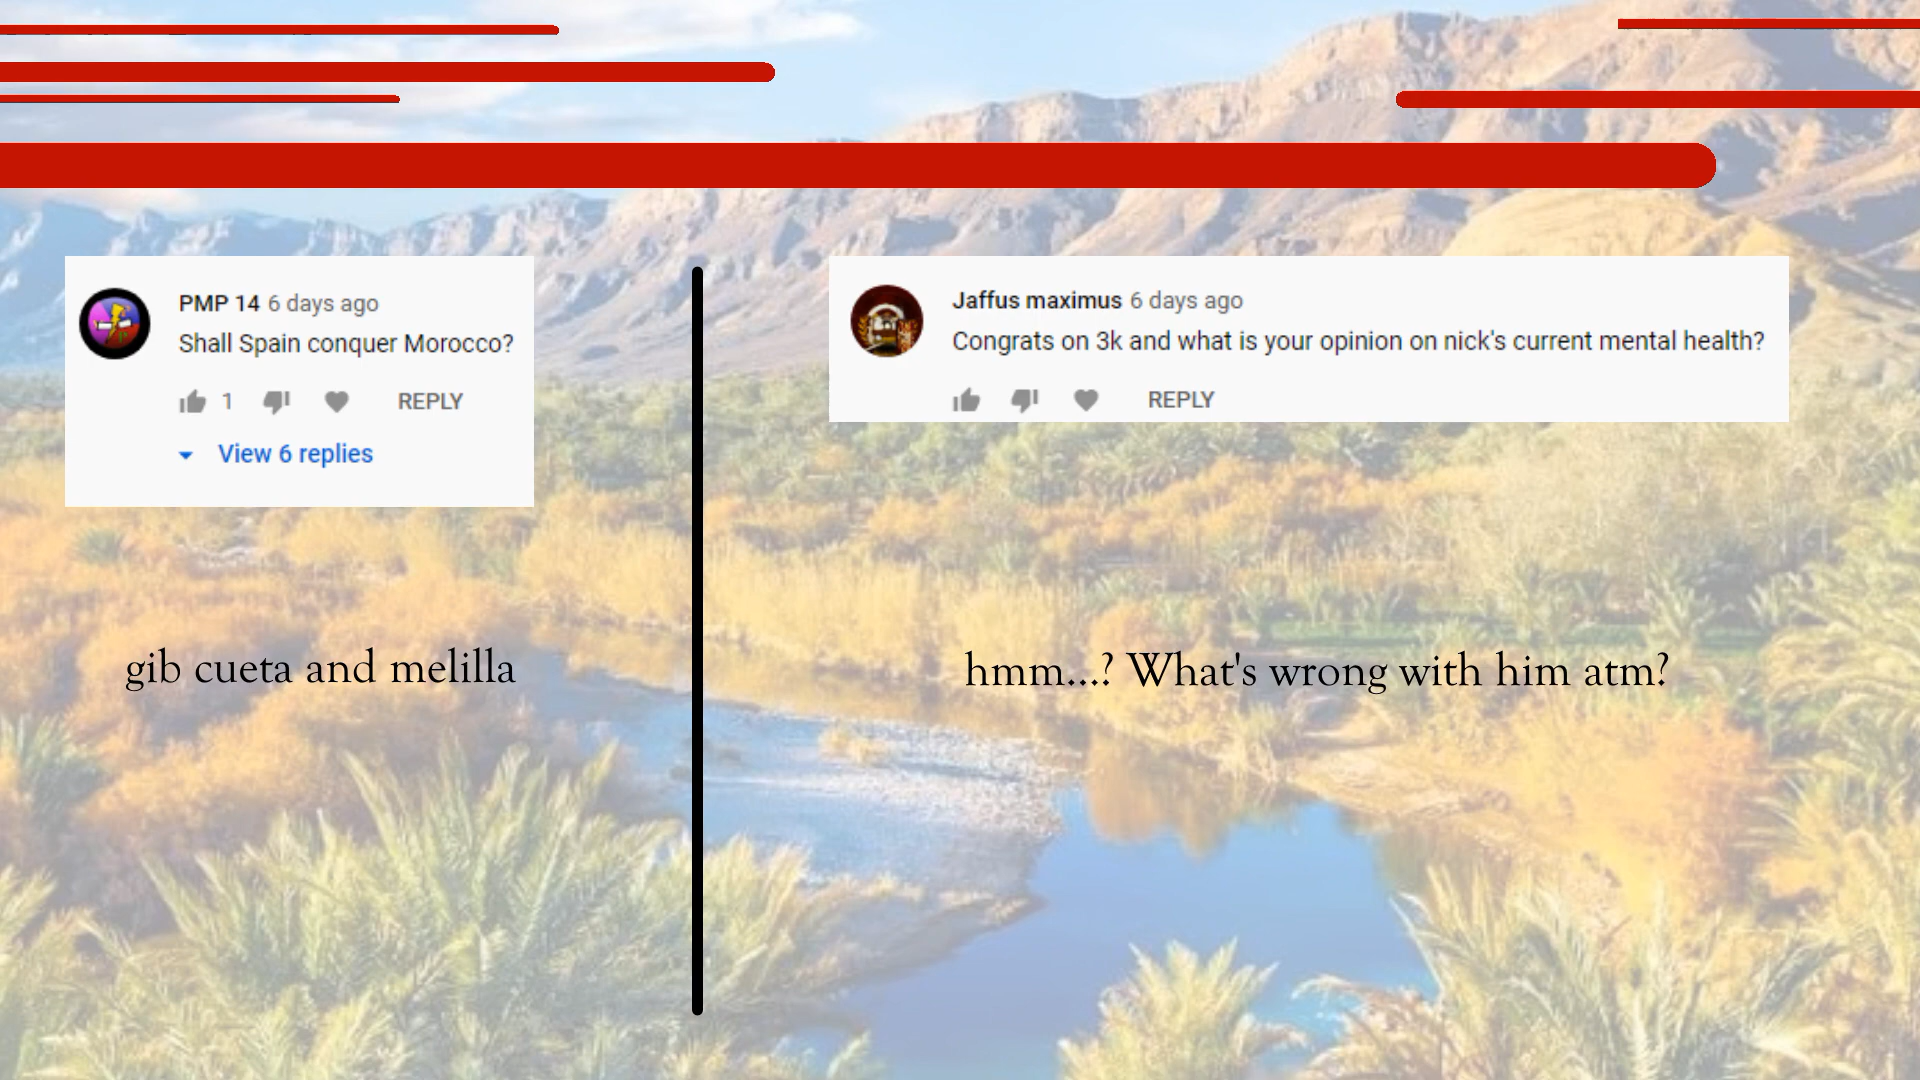 PMP 14 6 days ago
Shall Spain conquer Morocco?
1 REPLY
View 6 replies
gib cueta and melilla
Jaffus maximus 6 days ago
Congrats on 3k and what is your opinion on nick's current mental health?
REPLY
hmm...? What's wrong with him atm?